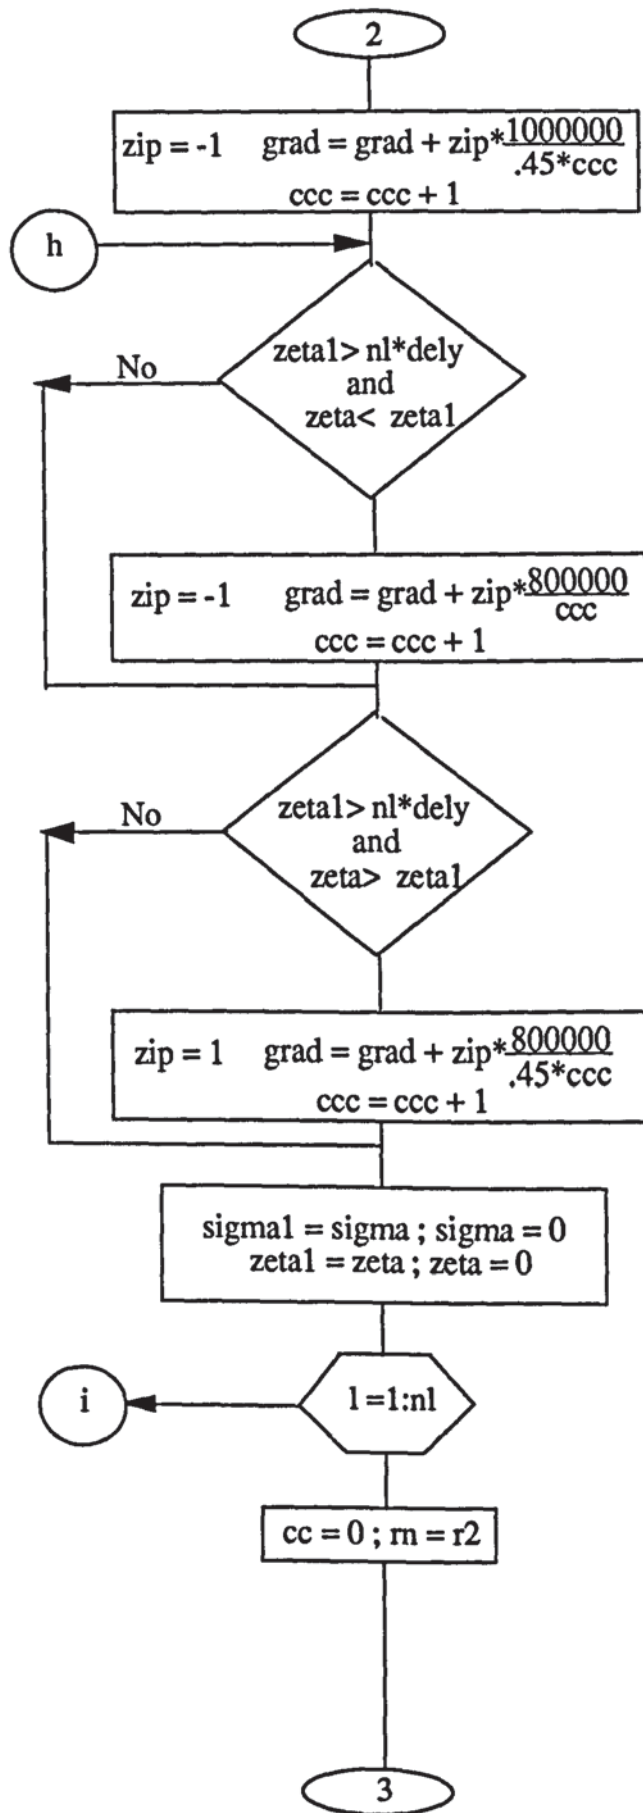 2
zip = -1 grad = grad + zip*1000000/.45*ccc
ccc = ccc + 1
h
No
zeta1> nl*dely
and
zeta< zeta1
zip = -1 grad = grad + zip*800000/ccc
ccc = ccc + 1
No
zeta1> nl*dely
and
zeta> zeta1
zip = 1 grad = grad + zip*800000/.45*ccc
ccc = ccc + 1
sigma1 = sigma ; sigma = 0
zeta1 = zeta ; zeta = 0
i
l =1:nl
cc = 0 ; rn = r2
3